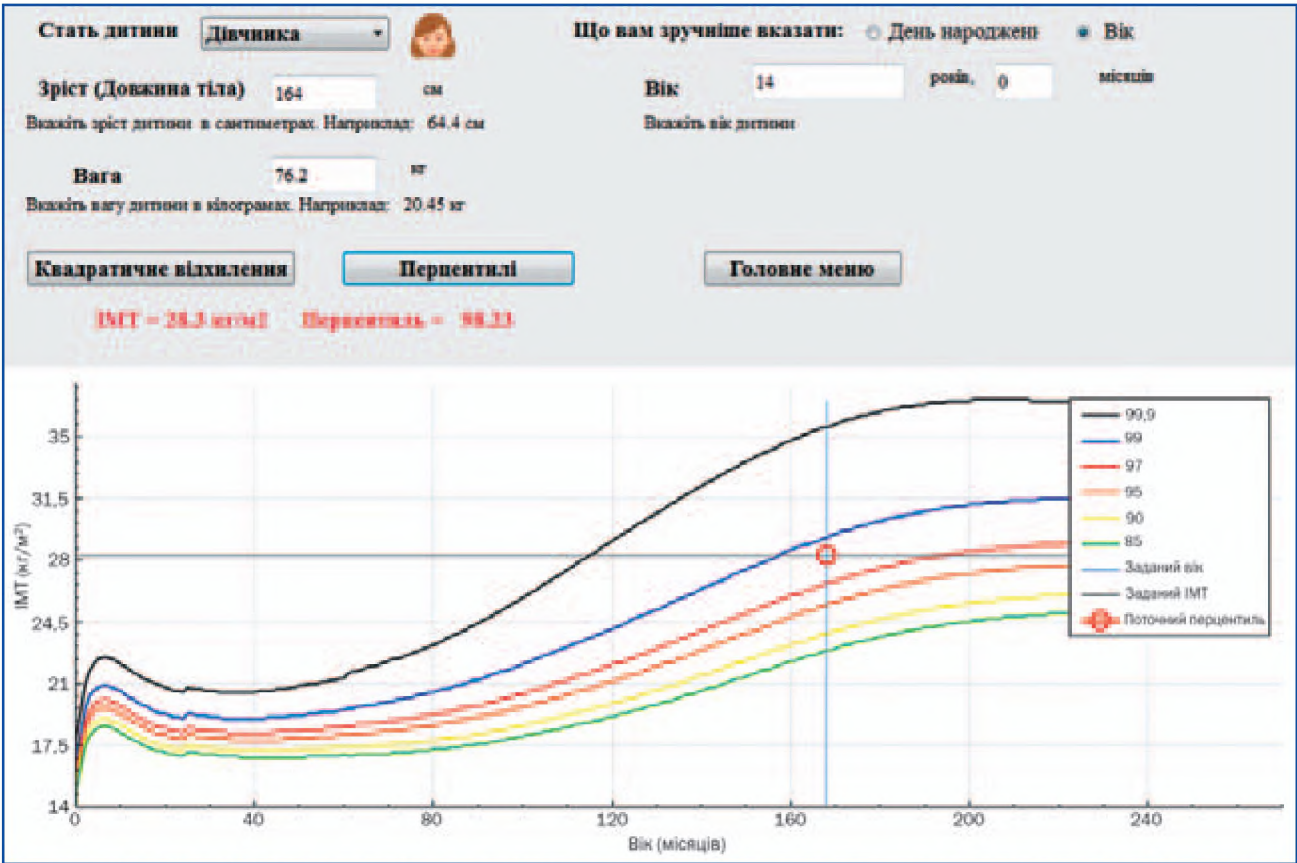 Стать дитини Дівчинка Що вам зручніше вказати: День народженн Вік
Зріст (Довжина тіла) 164 см Вік 14 років, 0 місяців
Вкажіть зріст дитини в сантиметрах. Наприклад: 64.4 см Вкажіть вік дитини
Вага 76.2 кг
Вкажіть вагу дитини в кілограмах. Наприклад: 20.45 кг
Квадратичне відхилення Перцентилі Головне меню
ІМТ = 28.3 кг/м2 Перцентиль = 98.23
ІМТ (кг/м²)
35
31,5
28
24,5
21
17,5
14
0 40 80 120 160 200 240
Вік (місяців)
99,9
99
97
95
90
85
Заданий вік
Заданий ІМТ
Поточний перцентиль